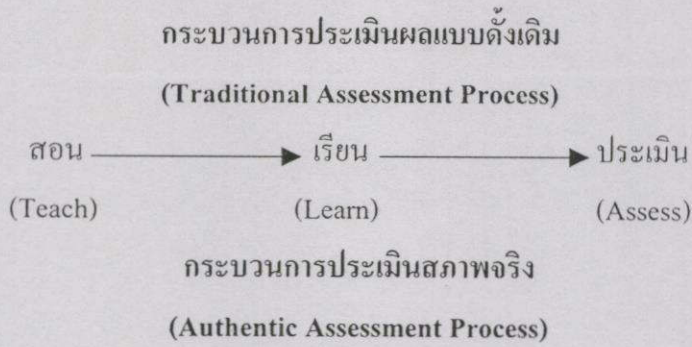 กระบวนการประเมินผลแบบดั้งเดิม
(Traditional Assessment Process)
สอน เรียน ประเมิน
(Teach) (Learn) (Assess)
กระบวนการประเมินสภาพจริง
(Authentic Assessment Process)